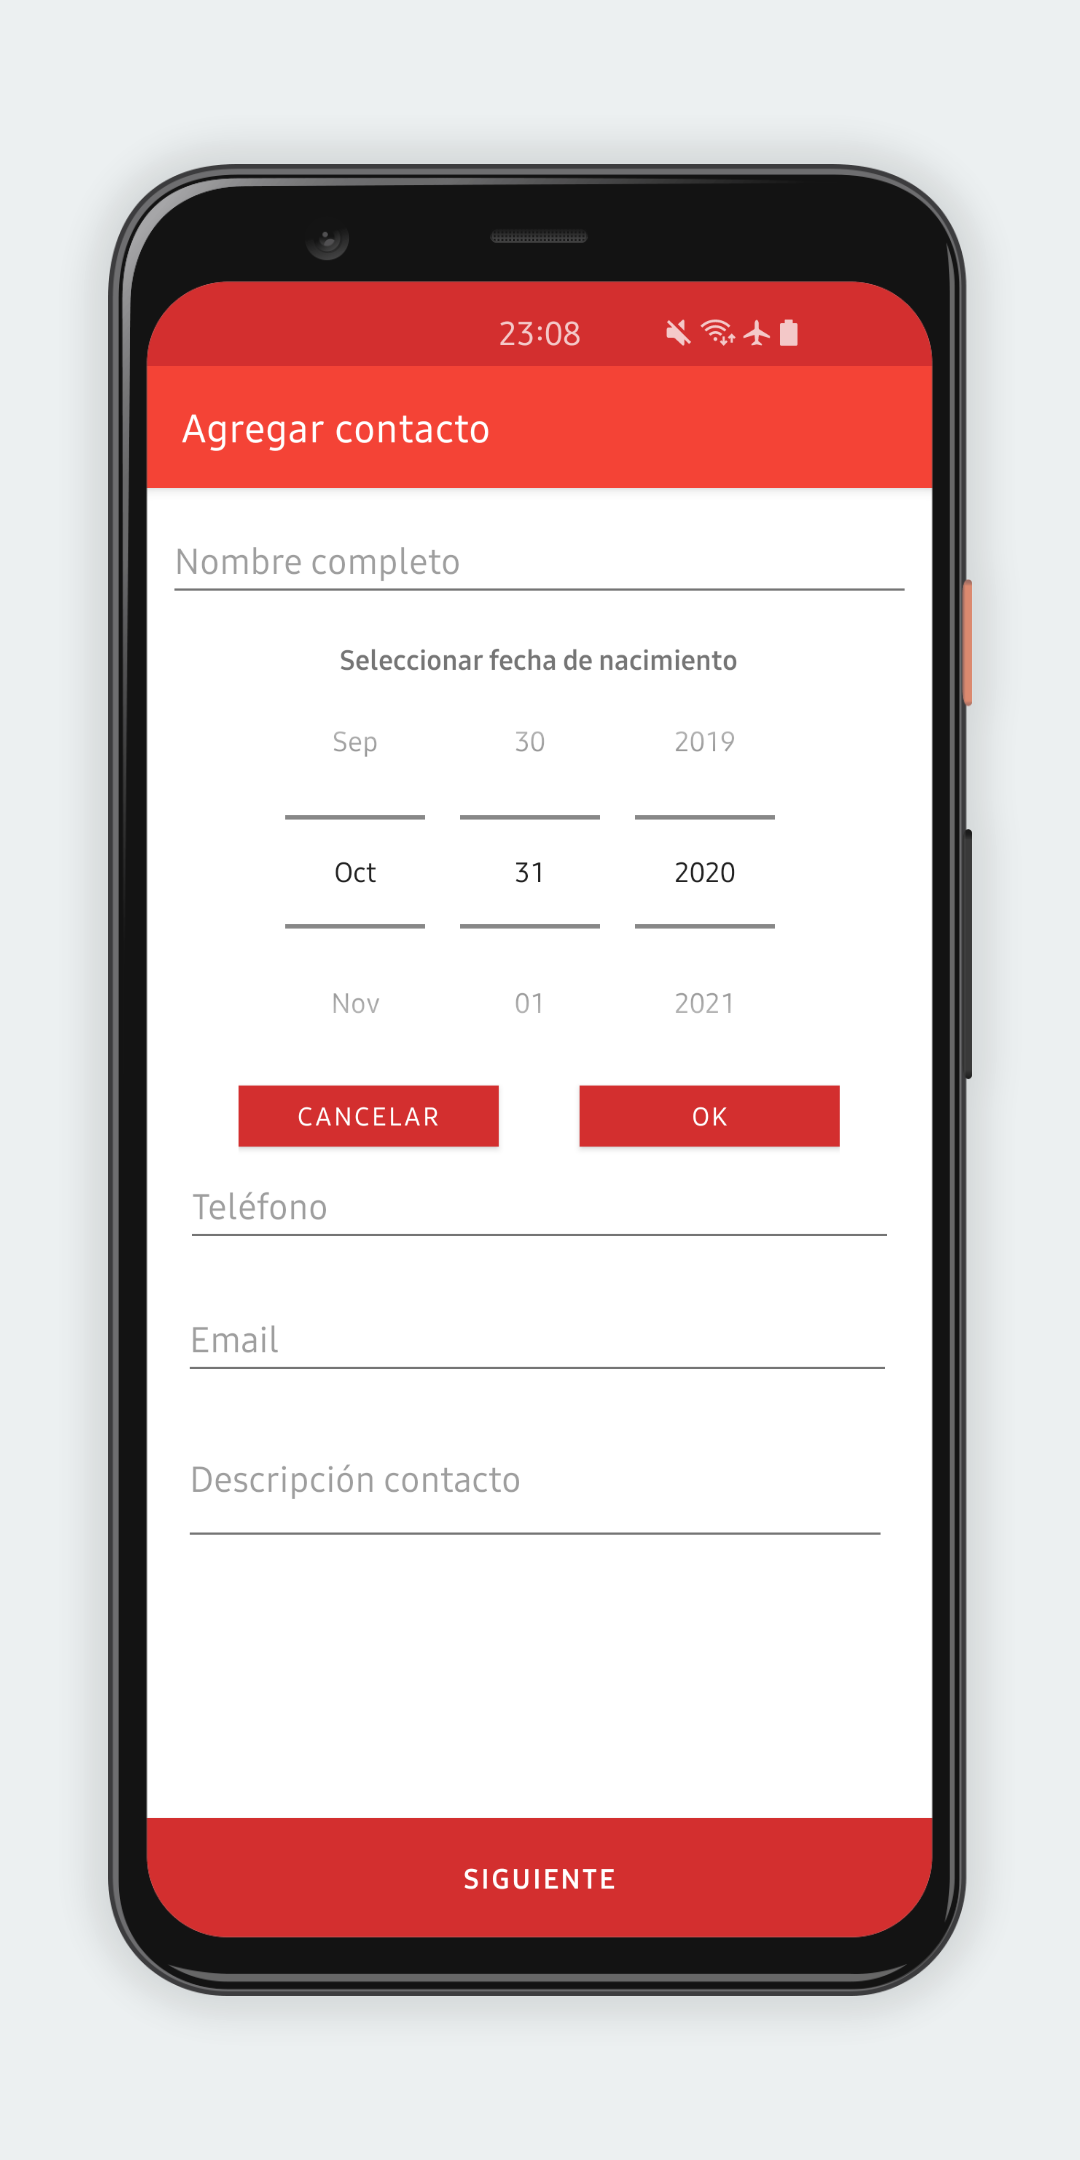 23:08
Agregar contacto
Nombre completo
Seleccionar fecha de nacimiento
Sep 30 2019
Oct 31 2020
Nov 01 2021
CANCELAR OK
Teléfono
Email
Descripción contacto
SIGUIENTE